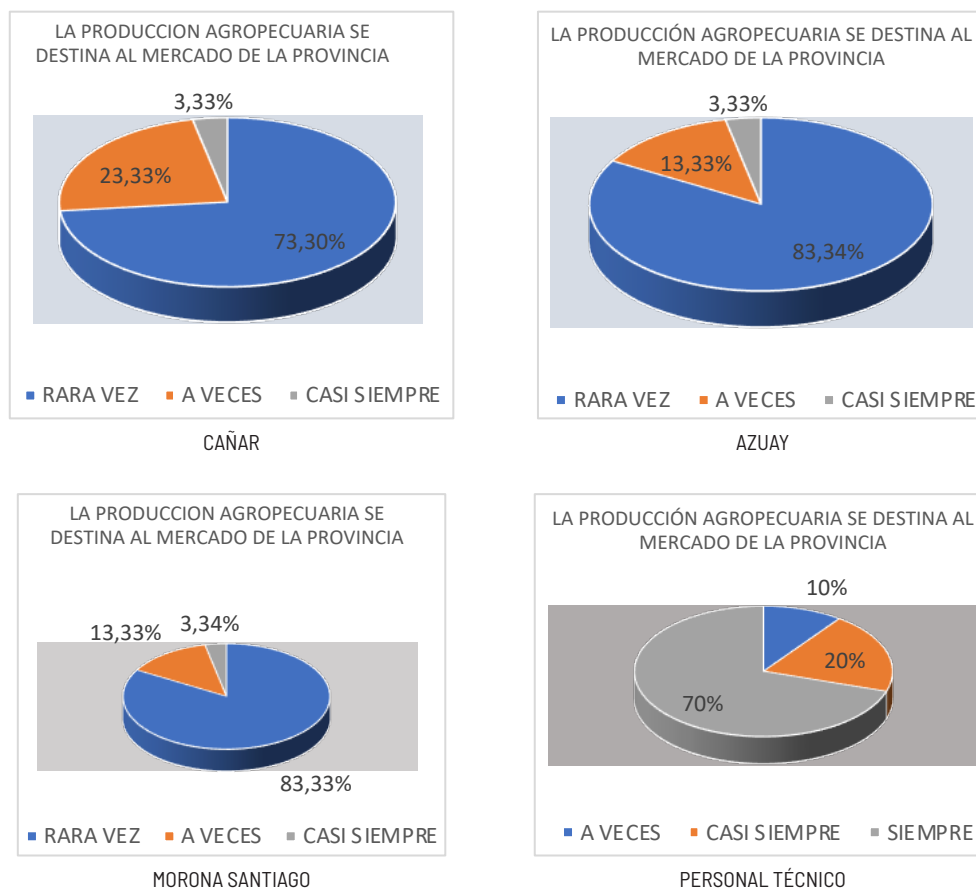 LA PRODUCCION AGROPECUARIA SE
DESTINA AL MERCADO DE LA PROVINCIA
3,33%
23,33%
73,30%
RARA VEZ A VECES CASI SIEMPRE
CAÑAR
LA PRODUCCIÓN AGROPECUARIA SE DESTINA AL
MERCADO DE LA PROVINCIA
3,33%
13,33%
83,34%
RARA VEZ A VECES CASI SIEMPRE
AZUAY
LA PRODUCCION AGROPECUARIA SE
DESTINA AL MERCADO DE LA PROVINCIA
13,33% 3,34%
83,33%
RARA VEZ A VECES CASI SIEMPRE
MORONA SANTIAGO
LA PRODUCCIÓN AGROPECUARIA SE DESTINA AL
MERCADO DE LA PROVINCIA
10%
20%
70%
A VECES CASI SIEMPRE SIEMPRE
PERSONAL TÉCNICO